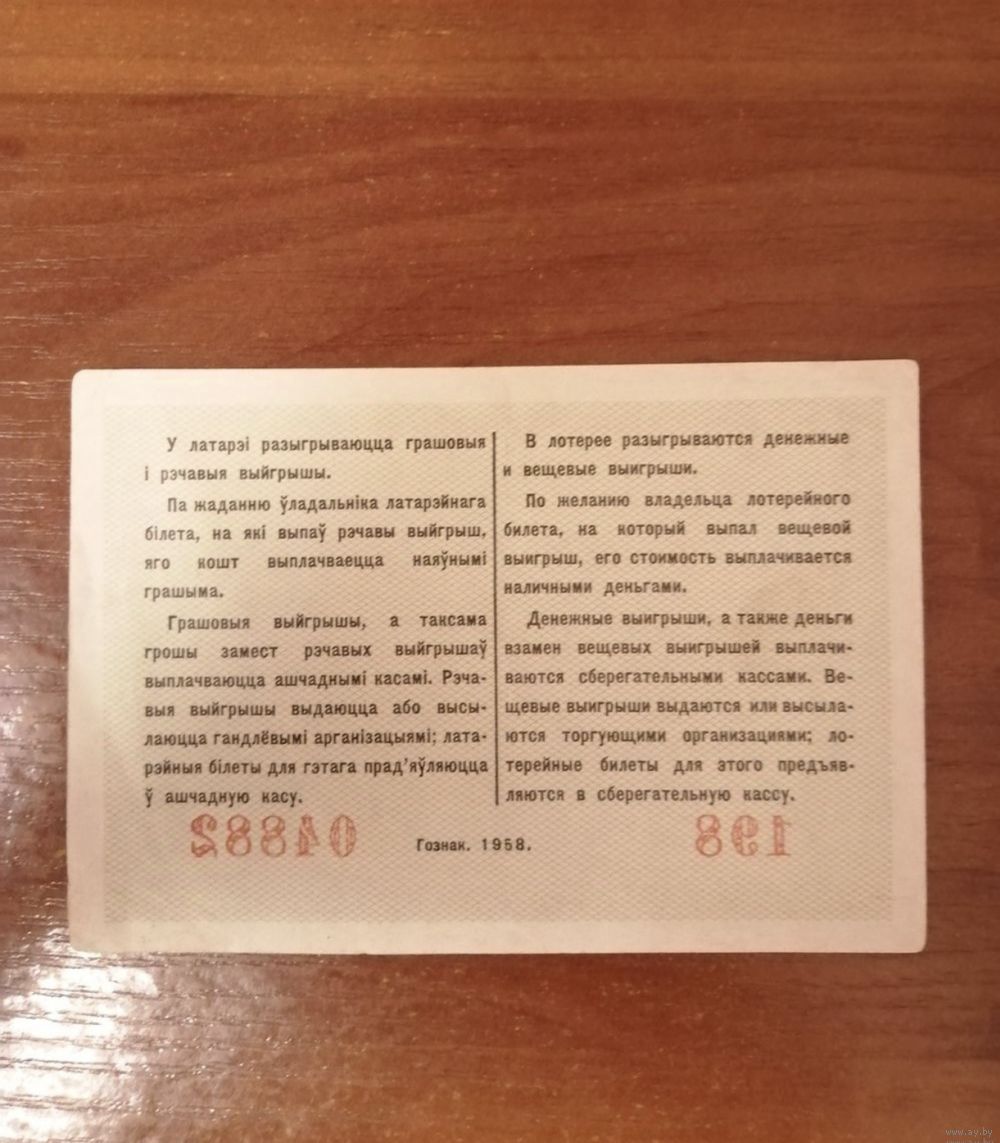 У латарэі разыгрываюцца грашовыя
і рэчавыя выйгрышы.
Па жаданню ўладальніка латарэйнага
білета, на які выпаў рэчавы выйгрыш,
яго кошт выплачваецца наяўнымі
грашыма.
Грашовыя выйгрышы, а таксама
грошы замест рэчавых выйгрышаў
выплачваюцца ашчаднымі касамі. Рэча-
выя выйгрышы выдаюцца або высы-
лаюцца гандлёвымі арганізацыямі; лата-
рэйныя білеты для гэтага прад'яўляюцца
ў ашчадную касу.
В лотерее разыгрываются денежные
и вещевые выигрыши.
По желанию владельца лотерейного
билета, на который выпал вещевой
выигрыш, его стоимость выплачивается
наличными деньгами.
Денежные выигрыши, а также деньги
взамен вещевых выигрышей выплачи-
ваются сберегательными кассами. Ве-
щевые выигрыши выдаются или высыла-
ются торгующими организациями; ло-
терейные билеты для этого предъяв-
ляются в сберегательную кассу.
04882
Гознак. 1958.
198
www.ay.by